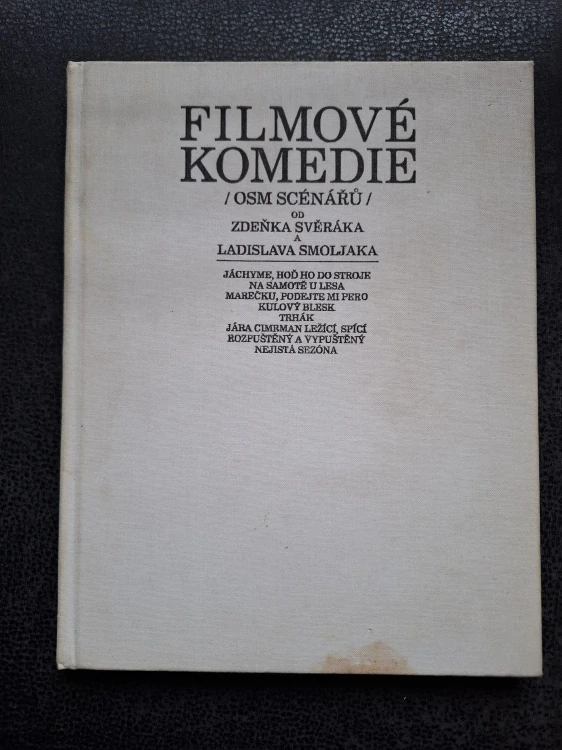 FILMOVÉ
KOMEDIE
/ OSM SCÉNÁŘŮ /
OD
ZDEŇKA SVĚRÁKA
A
LADISLAVA SMOLJAKA
JÁCHYME, HOĎ HO DO STROJE
NA SAMOTĚ U LESA
MAREČKU, PODEJTE MI PERO
KULOVÝ BLESK
TRHÁK
JÁRA CIMRMAN LEŽÍCÍ, SPÍCÍ
ROZPUŠTĚNÝ A VYPUŠTĚNÝ
NEJISTÁ SEZÓNA